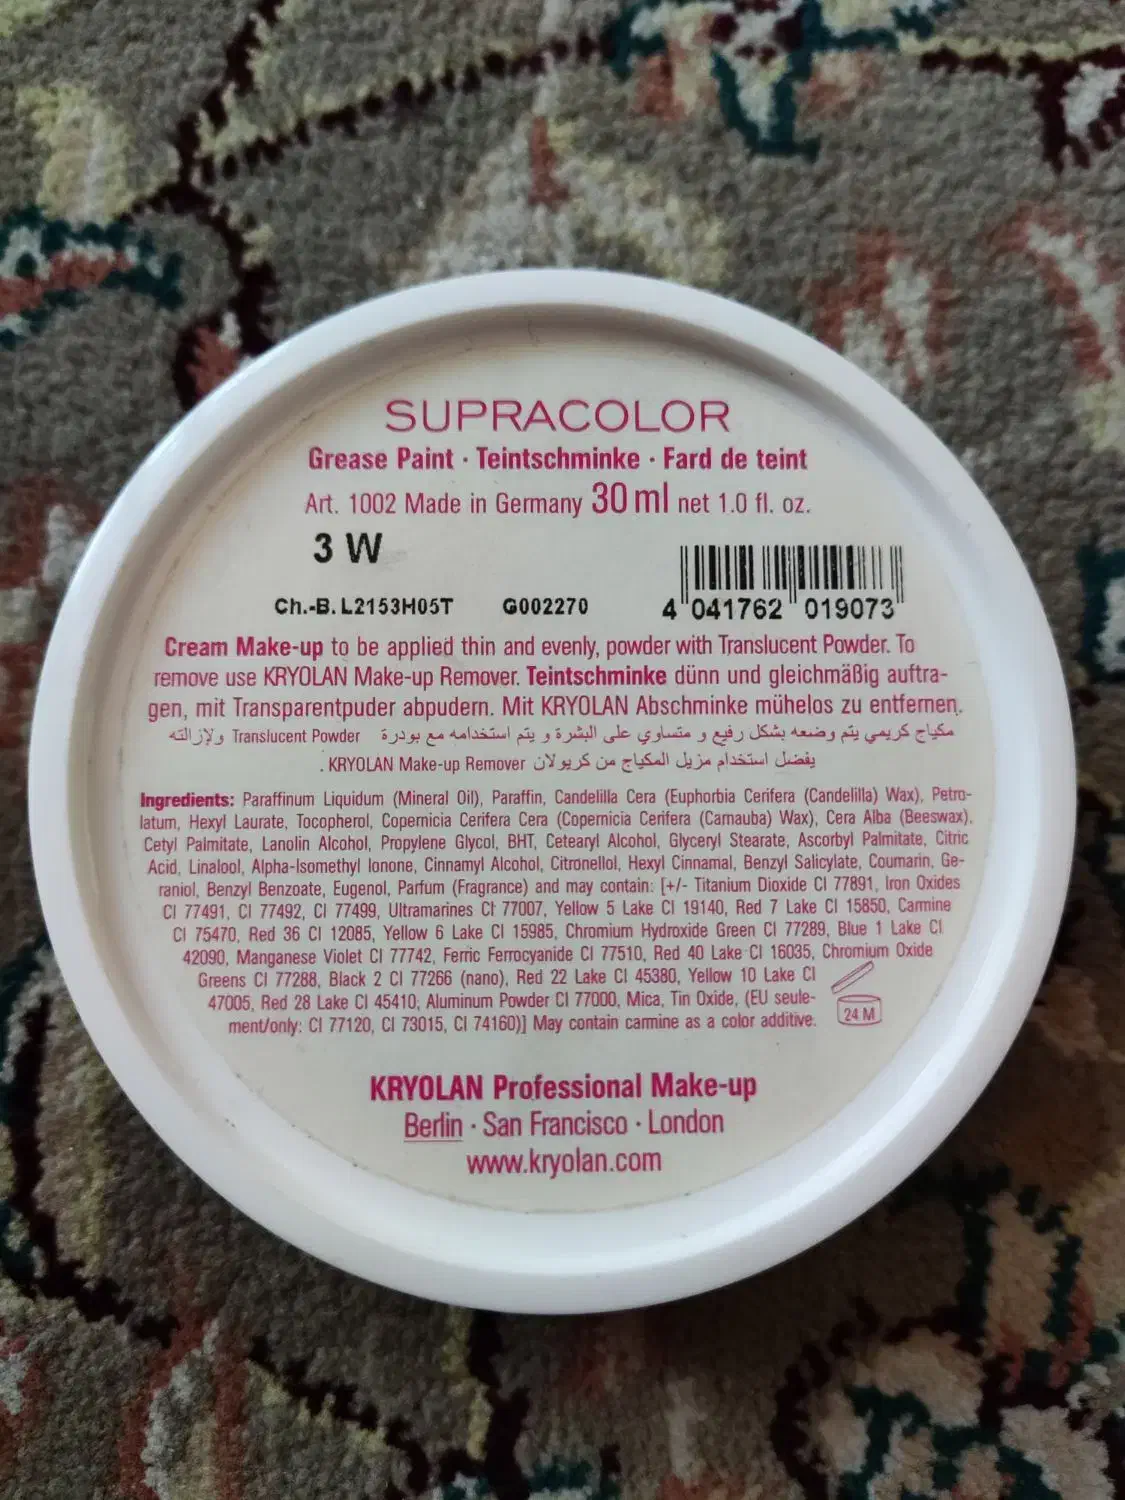 SUPRACOLOR
Grease Paint · Teintschminke · Fard de teint
Art. 1002 Made in Germany 30 ml net 1.0 fl. oz.
3 W
Ch.-B. L2153H05T G002270
4 041762 019073
Cream Make-up to be applied thin and evenly, powder with Translucent Powder. To
remove use KRYOLAN Make-up Remover. Teintschminke dünn und gleichmäßig auftra-
gen, mit Transparentpuder abpudern. Mit KRYOLAN Abschminke mühelos zu entfernen.
مكياج كريمي يتم وضعه بشكل رفيع و متساوي على البشرة و يتم استخدامه مع بودرة Translucent Powder ولإزالته
يفضل استخدام مزيل المكياج من كريولان KRYOLAN Make-up Remover .
Ingredients: Paraffinum Liquidum (Mineral Oil), Paraffin, Candelilla Cera (Euphorbia Cerifera (Candelilla) Wax), Petro-
latum, Hexyl Laurate, Tocopherol, Copernicia Cerifera Cera (Copernicia Cerifera (Carnauba) Wax), Cera Alba (Beeswax),
Cetyl Palmitate, Lanolin Alcohol, Propylene Glycol, BHT, Cetearyl Alcohol, Glyceryl Stearate, Ascorbyl Palmitate, Citric
Acid, Linalool, Alpha-Isomethyl Ionone, Cinnamyl Alcohol, Citronellol, Hexyl Cinnamal, Benzyl Salicylate, Coumarin, Ge-
raniol, Benzyl Benzoate, Eugenol, Parfum (Fragrance) and may contain: [+/- Titanium Dioxide CI 77891, Iron Oxides
CI 77491, CI 77492, CI 77499, Ultramarines CI 77007, Yellow 5 Lake CI 19140, Red 7 Lake CI 15850, Carmine
CI 75470, Red 36 CI 12085, Yellow 6 Lake CI 15985, Chromium Hydroxide Green CI 77289, Blue 1 Lake CI
42090, Manganese Violet CI 77742, Ferric Ferrocyanide CI 77510, Red 40 Lake CI 16035, Chromium Oxide
Greens CI 77288, Black 2 CI 77266 (nano), Red 22 Lake CI 45380, Yellow 10 Lake CI
47005, Red 28 Lake CI 45410, Aluminum Powder CI 77000, Mica, Tin Oxide, (EU seule-
ment/only: CI 77120, CI 73015, CI 74160)] May contain carmine as a color additive.
24 M
KRYOLAN Professional Make-up
Berlin · San Francisco · London
www.kryolan.com